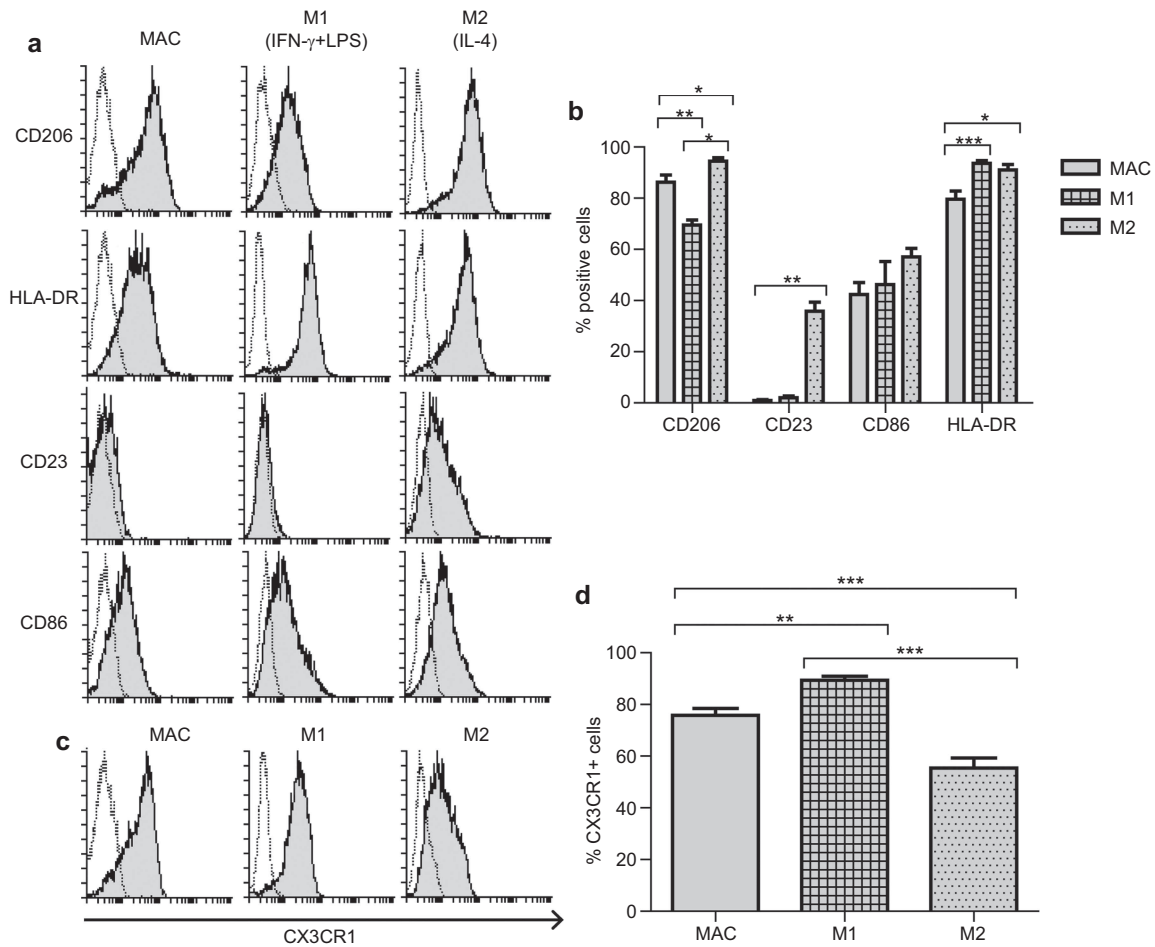 a
MAC
M1
(IFN-γ+LPS)
M2
(IL-4)
CD206
HLA-DR
CD23
CD86
b
% positive cells
100
80
60
40
20
0
*
**
*
**
*
***
CD206 CD23 CD86 HLA-DR
MAC
M1
M2
c
MAC M1 M2
CX3CR1
d
% CX3CR1+ cells
100
80
60
40
20
0
***
**
***
MAC M1 M2